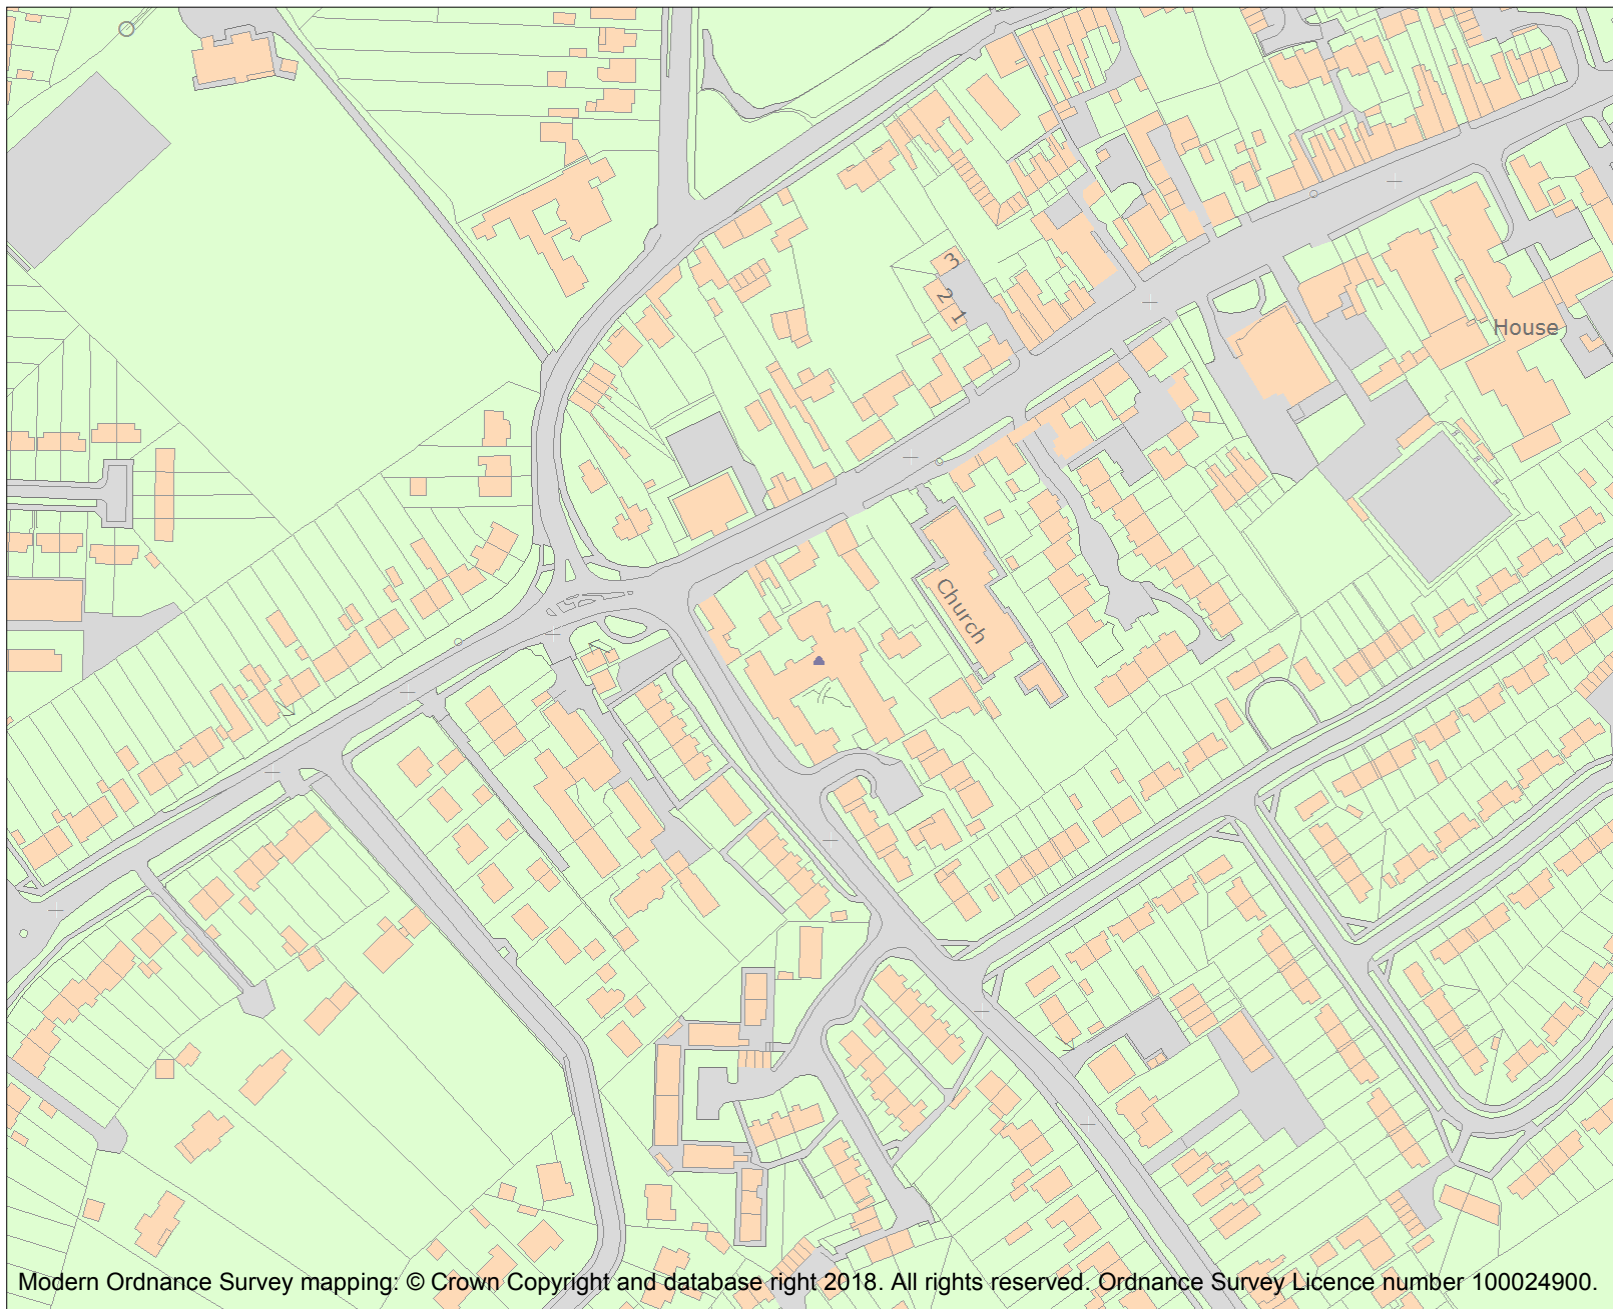 3
2
1
House
Church
Modern Ordnance Survey mapping: © Crown Copyright and database right 2018. All rights reserved. Ordnance Survey Licence number 100024900.